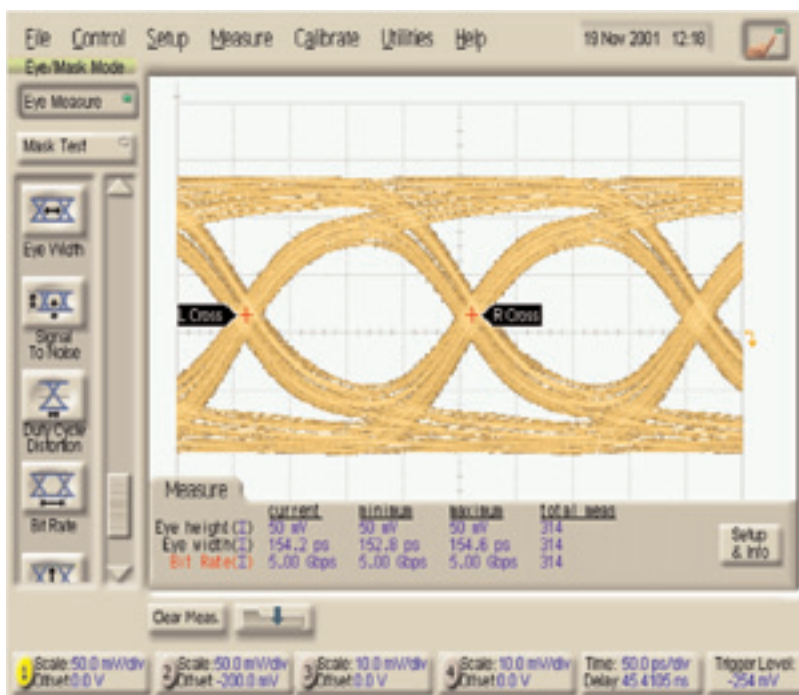 File Control Setup Measure Calibrate Utilities Help 19 Nov 2001 12:18
Eye/Mask Mode
Eye Measure
Mask Test
Eye Width
Signal
To Noise
Duty Cycle
Distortion
Bit Rate
L Cross
R Cross
Measure
current minimum maximum total meas
Eye height(I) 50 mV 50 mV 50 mV 314
Eye width(I) 154.2 ps 152.8 ps 154.6 ps 314
Bit Rate(I) 5.00 Gbps 5.00 Gbps 5.00 Gbps 314
Setup
& Info
Clear Meas.
1 Scale: 50.0 mV/div
Offset: 0.0 V
2 Scale: 50.0 mV/div
Offset: -200.0 mV
3 Scale: 10.0 mV/div
Offset: 0.0 V
4 Scale: 10.0 mV/div
Offset: 0.0 V
Time: 50.0 ps/div
Delay: 45.4105 ns
Trigger Level:
-254 mV